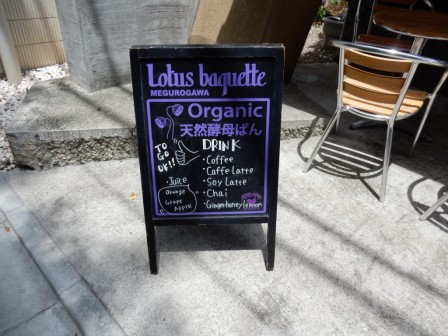 Lotus baguette
MEGUROGAWA
Organic
天然酵母ぱん
TO GO OK!!
DRINK
・Coffee
・Caffe Latte
・Soy Latte
・Chai
・Ginger honey lemon
・Juice
Orange
Grape
Apple